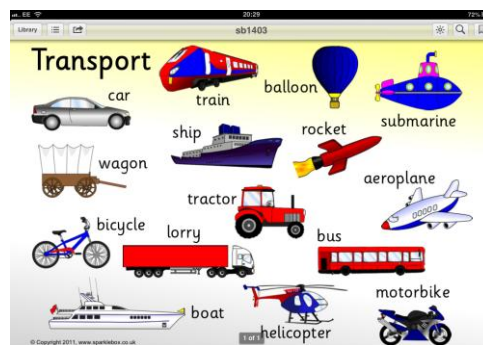 EE 20:29 72%
Library sb1403
Transport
car
train
balloon
submarine
ship
rocket
wagon
aeroplane
tractor
bicycle
lorry
bus
motorbike
boat
helicopter
1 of 1
© Copyright 2011, www.sparklebox.co.uk